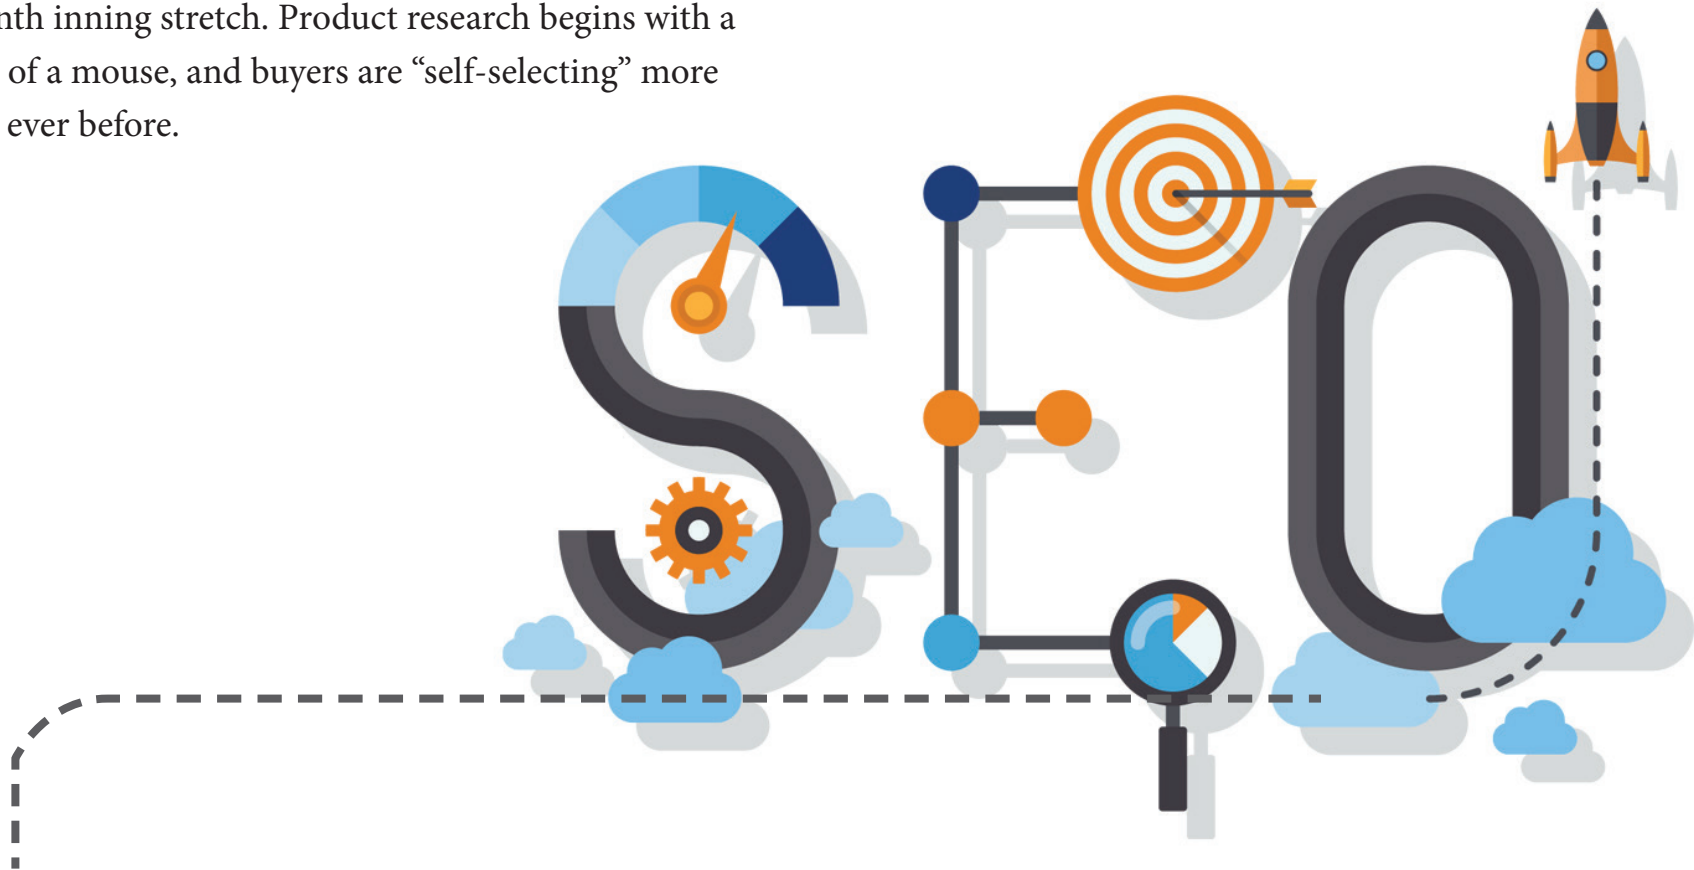 nth inning stretch. Product research begins with a
of a mouse, and buyers are “self-selecting” more
ever before.
SEO